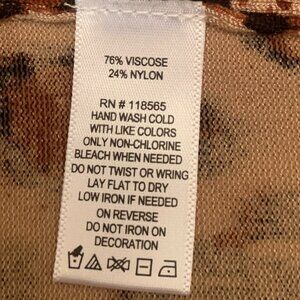 76% VISCOSE
24% NYLON
RN # 118565
HAND WASH COLD
WITH LIKE COLORS
ONLY NON-CHLORINE
BLEACH WHEN NEEDED
DO NOT TWIST OR WRING
LAY FLAT TO DRY
LOW IRON IF NEEDED
ON REVERSE
DO NOT IRON ON
DECORATION